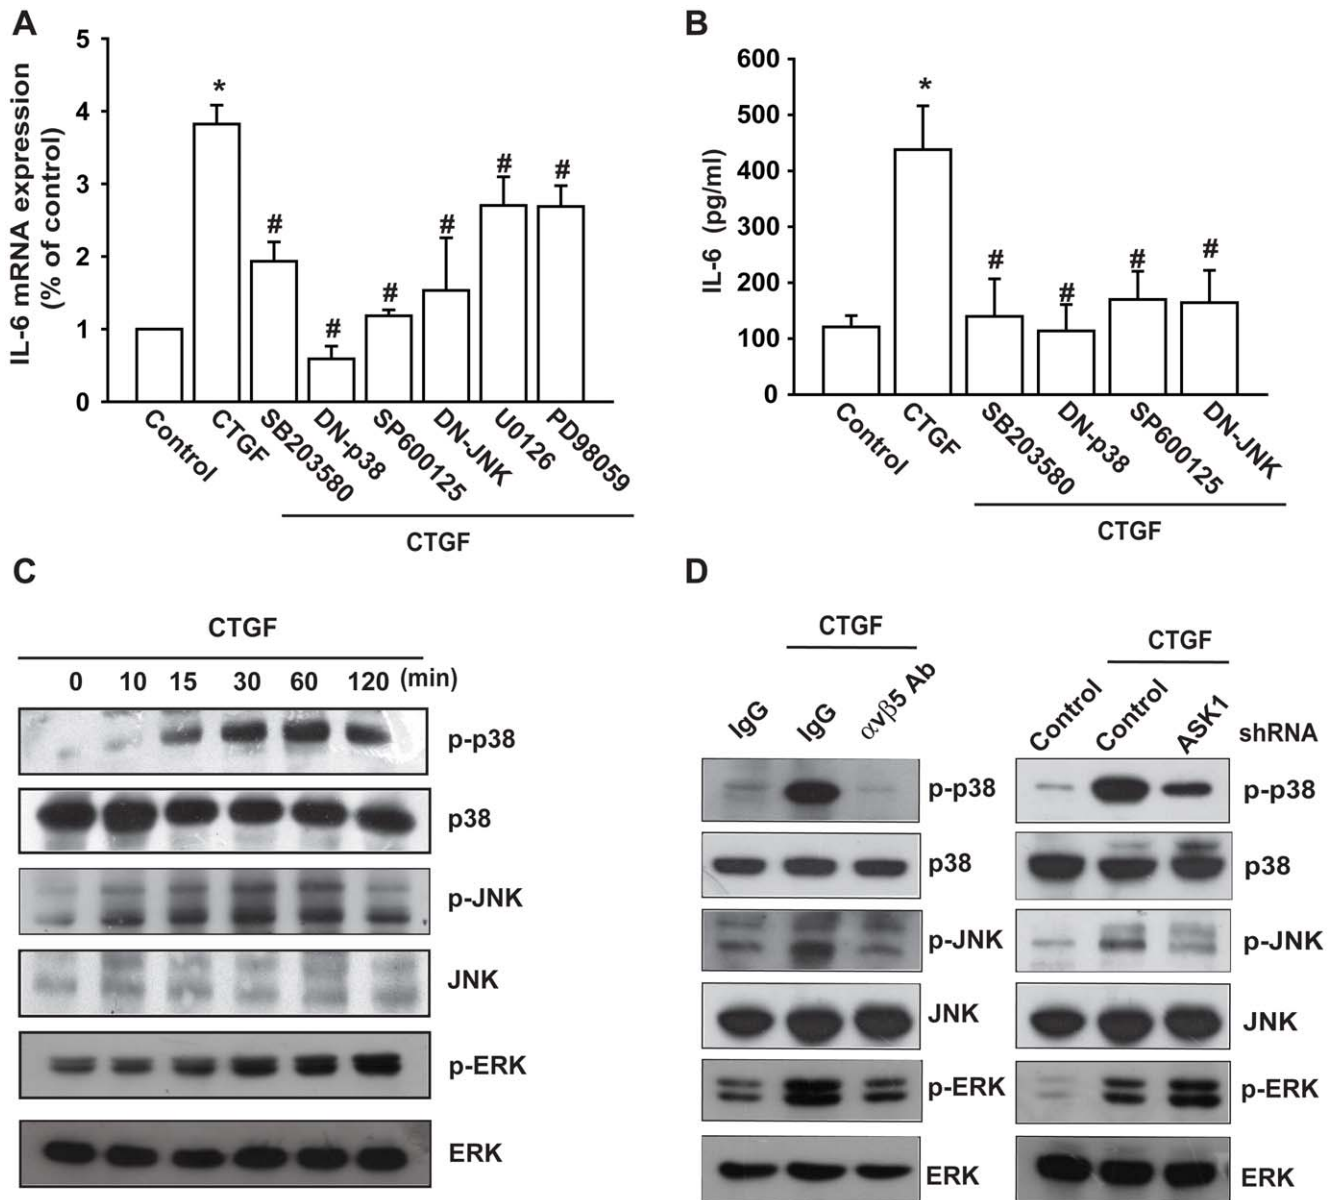 A
IL-6 mRNA expression
(% of control)
5
4
3
2
1
0
*
#
#
#
#
#
#
Control
CTGF
SB203580
DN-p38
SP600125
DN-JNK
U0126
PD98059
CTGF
B
IL-6 (pg/ml)
600
500
400
300
200
100
0
*
#
#
#
#
Control
CTGF
SB203580
DN-p38
SP600125
DN-JNK
CTGF
C
CTGF
0 10 15 30 60 120 (min)
p-p38
p38
p-JNK
JNK
p-ERK
ERK
D
CTGF
IgG IgG αvβ5 Ab
p-p38
p38
p-JNK
JNK
p-ERK
ERK
CTGF
Control Control ASK1 shRNA
p-p38
p38
p-JNK
JNK
p-ERK
ERK